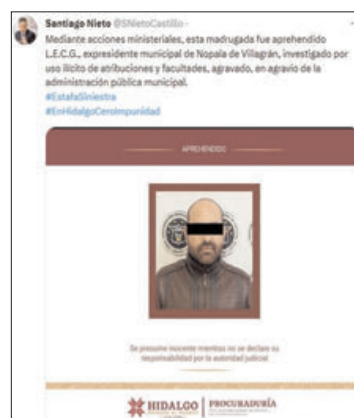 Santiago Nieto @SNietoCastillo ·
Mediante acciones ministeriales, esta madrugada fue aprehendido
L.E.C.G., expresidente municipal de Nopala de Villagrán, investigado por
uso ilícito de atribuciones y facultades, agravado, en agravio de la
administración pública municipal.
#EstafaSiniestra
#EnHidalgoCeroImpunidad
APREHENDIDO
Se presume inocente mientras no se declare su
responsabilidad por la autoridad judicial
HIDALGO
PROCURADURÍA